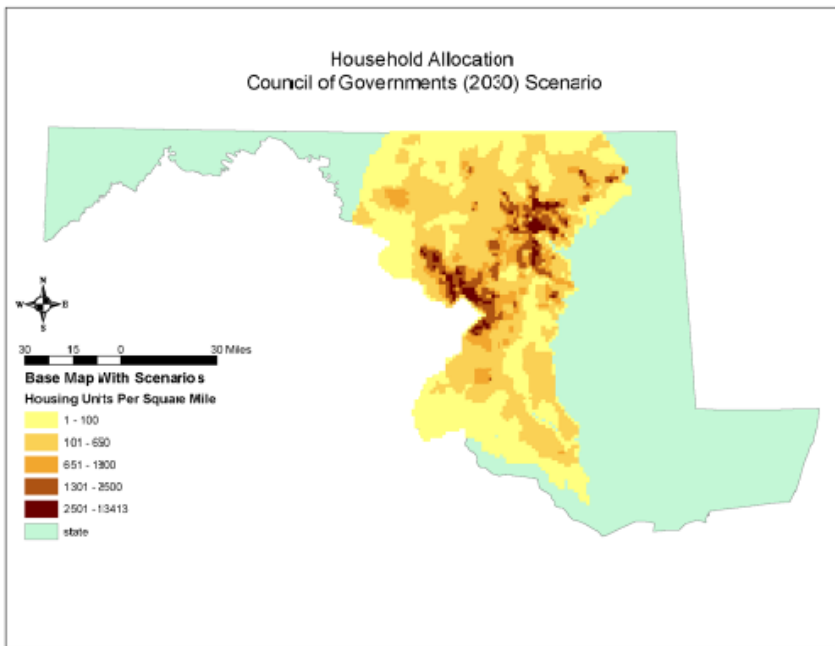 Household Allocation
Council of Governments (2030) Scenario
N
W E
S
30 15 0 30 Miles
Base Map With Scenarios
Housing Units Per Square Mile
1 - 100
101 - 650
651 - 1300
1301 - 2500
2501 - 13413
state